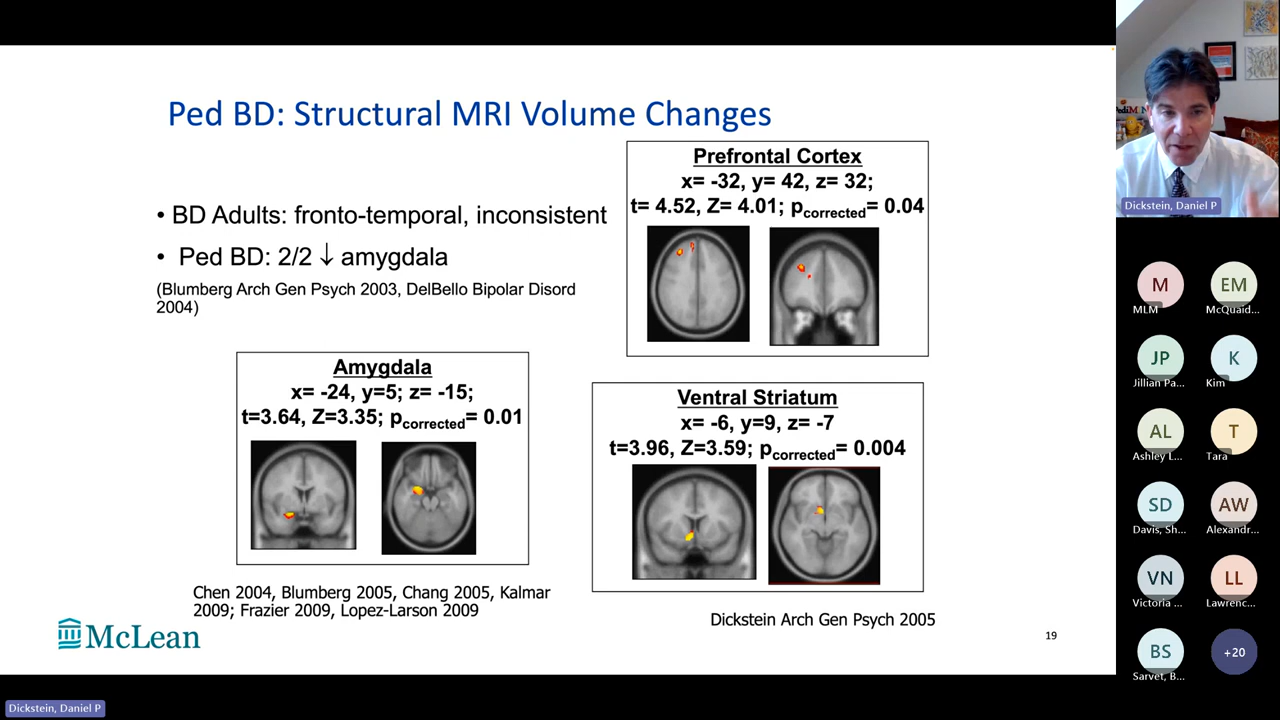 Ped BD: Structural MRI Volume Changes
• BD Adults: fronto-temporal, inconsistent
• Ped BD: 2/2 ↓ amygdala
(Blumberg Arch Gen Psych 2003, DelBello Bipolar Disord
2004)
Prefrontal Cortex
x= -32, y= 42, z= 32;
t= 4.52, Z= 4.01; pcorrected= 0.04
Amygdala
x= -24, y=5; z= -15;
t=3.64, Z=3.35; pcorrected= 0.01
Ventral Striatum
x= -6, y=9, z= -7
t=3.96, Z=3.59; pcorrected= 0.004
Chen 2004, Blumberg 2005, Chang 2005, Kalmar
2009; Frazier 2009, Lopez-Larson 2009
Dickstein Arch Gen Psych 2005
McLean
19
Dickstein, Daniel P
M
MLM
EM
McQuaid...
JP
Jillian Pa...
K
Kim
AL
Ashley L...
T
Tara
SD
Davis, Sh...
AW
Alexandr...
VN
Victoria ...
LL
Lawrenc...
BS
Sarvet, B...
+20
Dickstein, Daniel P